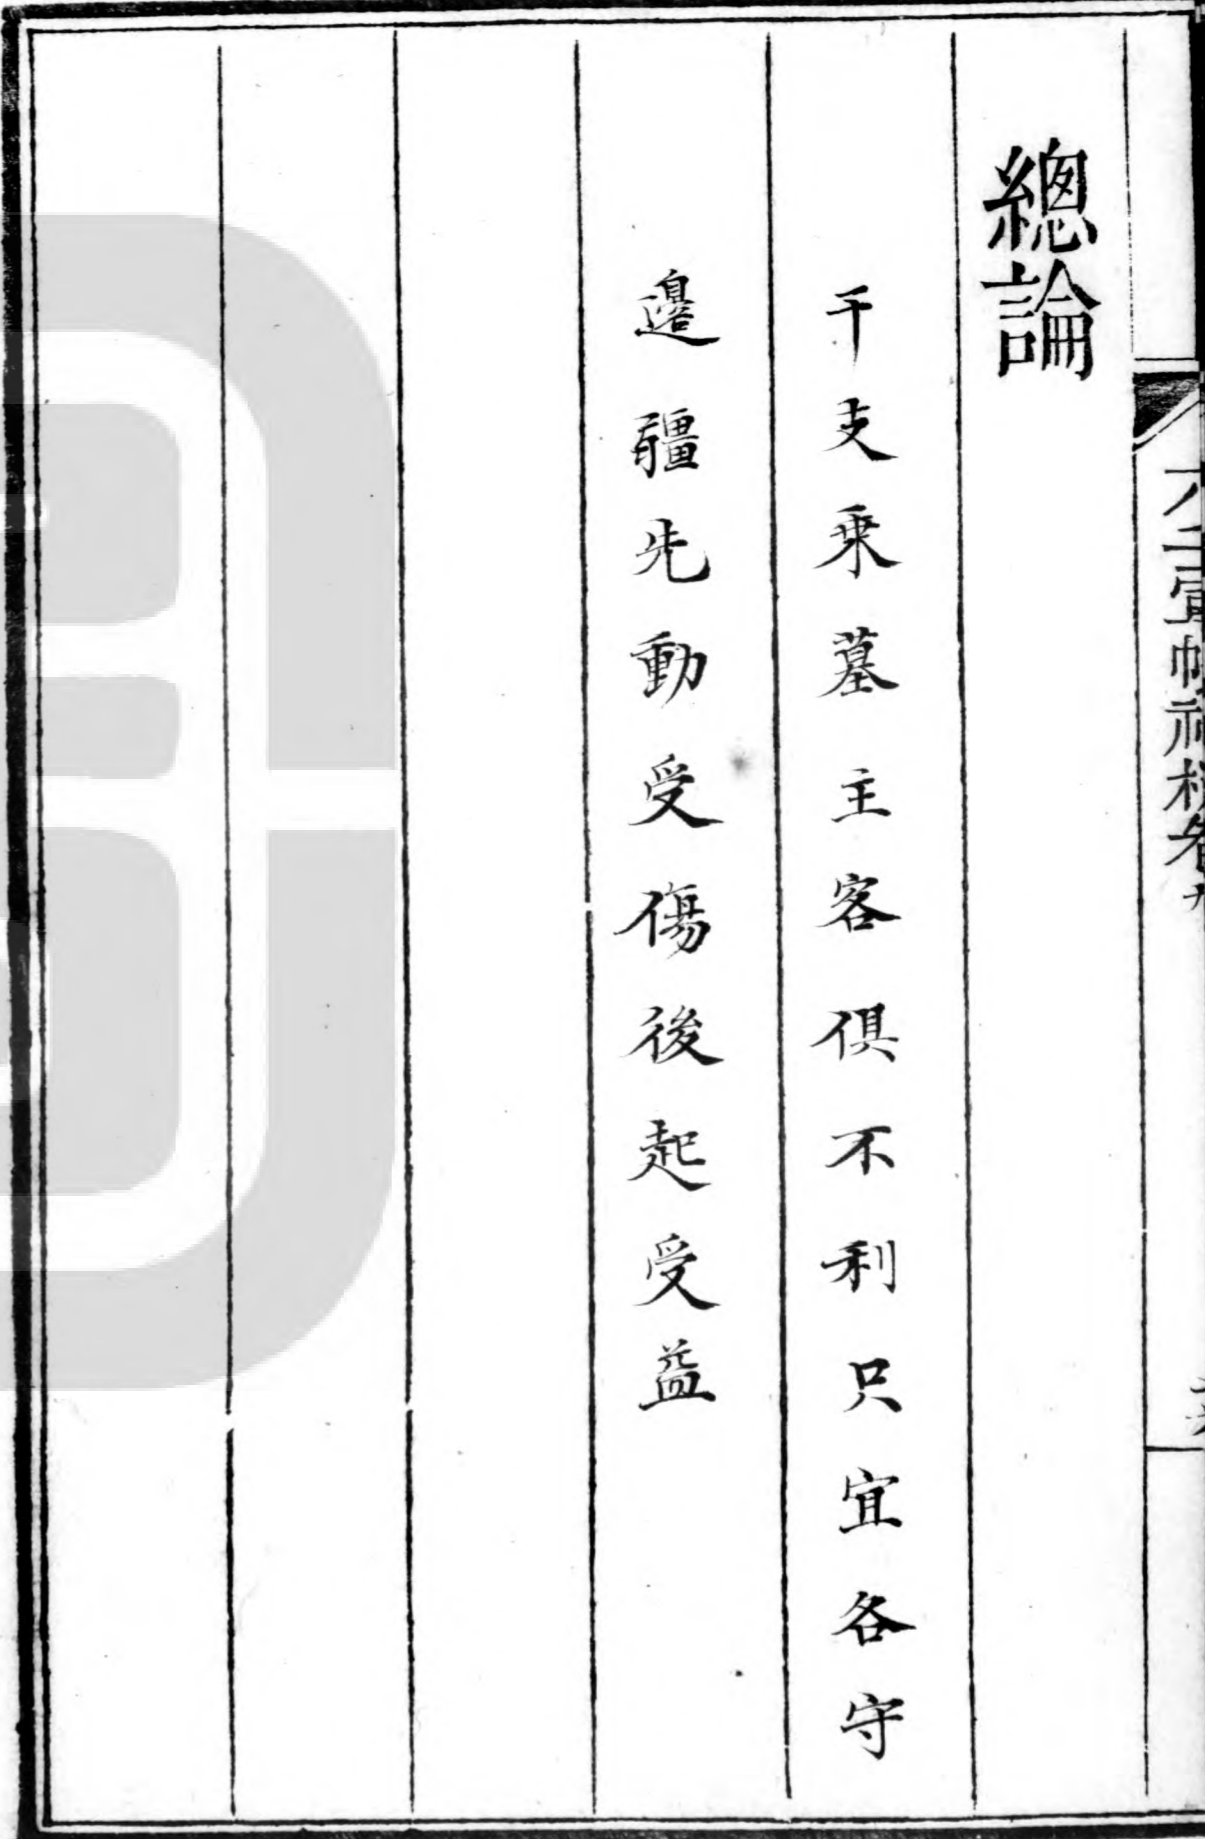 總論
干支乗墓主客俱不利只宜各守
邊疆先動受傷後起受益